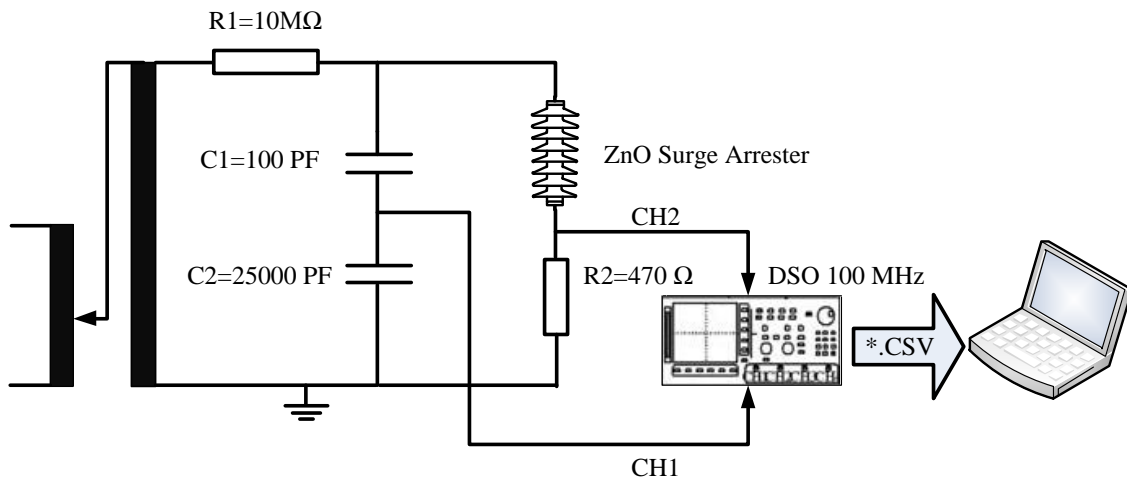 R1=10MΩ
C1=100 PF
ZnO Surge Arrester
CH2
C2=25000 PF
R2=470 Ω
DSO 100 MHz
*.CSV
CH1